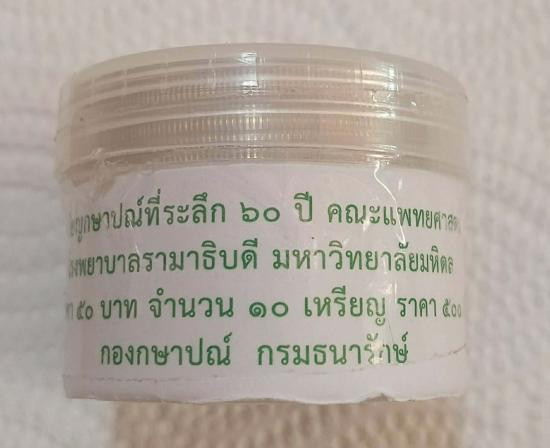 ญกษาปณ์ที่ระลึก ๖๐ ปี คณะแพทยศาสต
รงพยาบาลรามาธิบดี มหาวิทยาลัยมหิดล
า ๕๐ บาท จำนวน ๑๐ เหรียญ ราคา ๕๐๐
กองกษาปณ์ กรมธนารักษ์